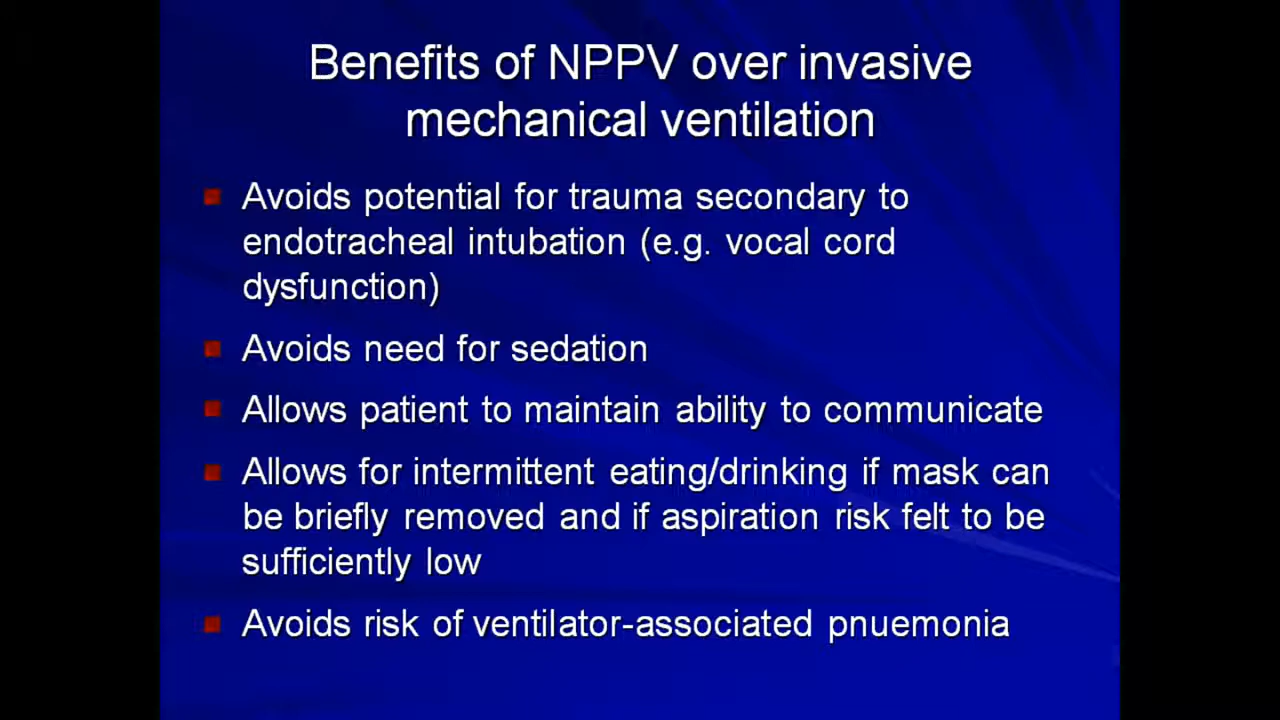 Benefits of NPPV over invasive
mechanical ventilation
Avoids potential for trauma secondary to
endotracheal intubation (e.g. vocal cord
dysfunction)
Avoids need for sedation
Allows patient to maintain ability to communicate
Allows for intermittent eating/drinking if mask can
be briefly removed and if aspiration risk felt to be
sufficiently low
Avoids risk of ventilator-associated pnuemonia